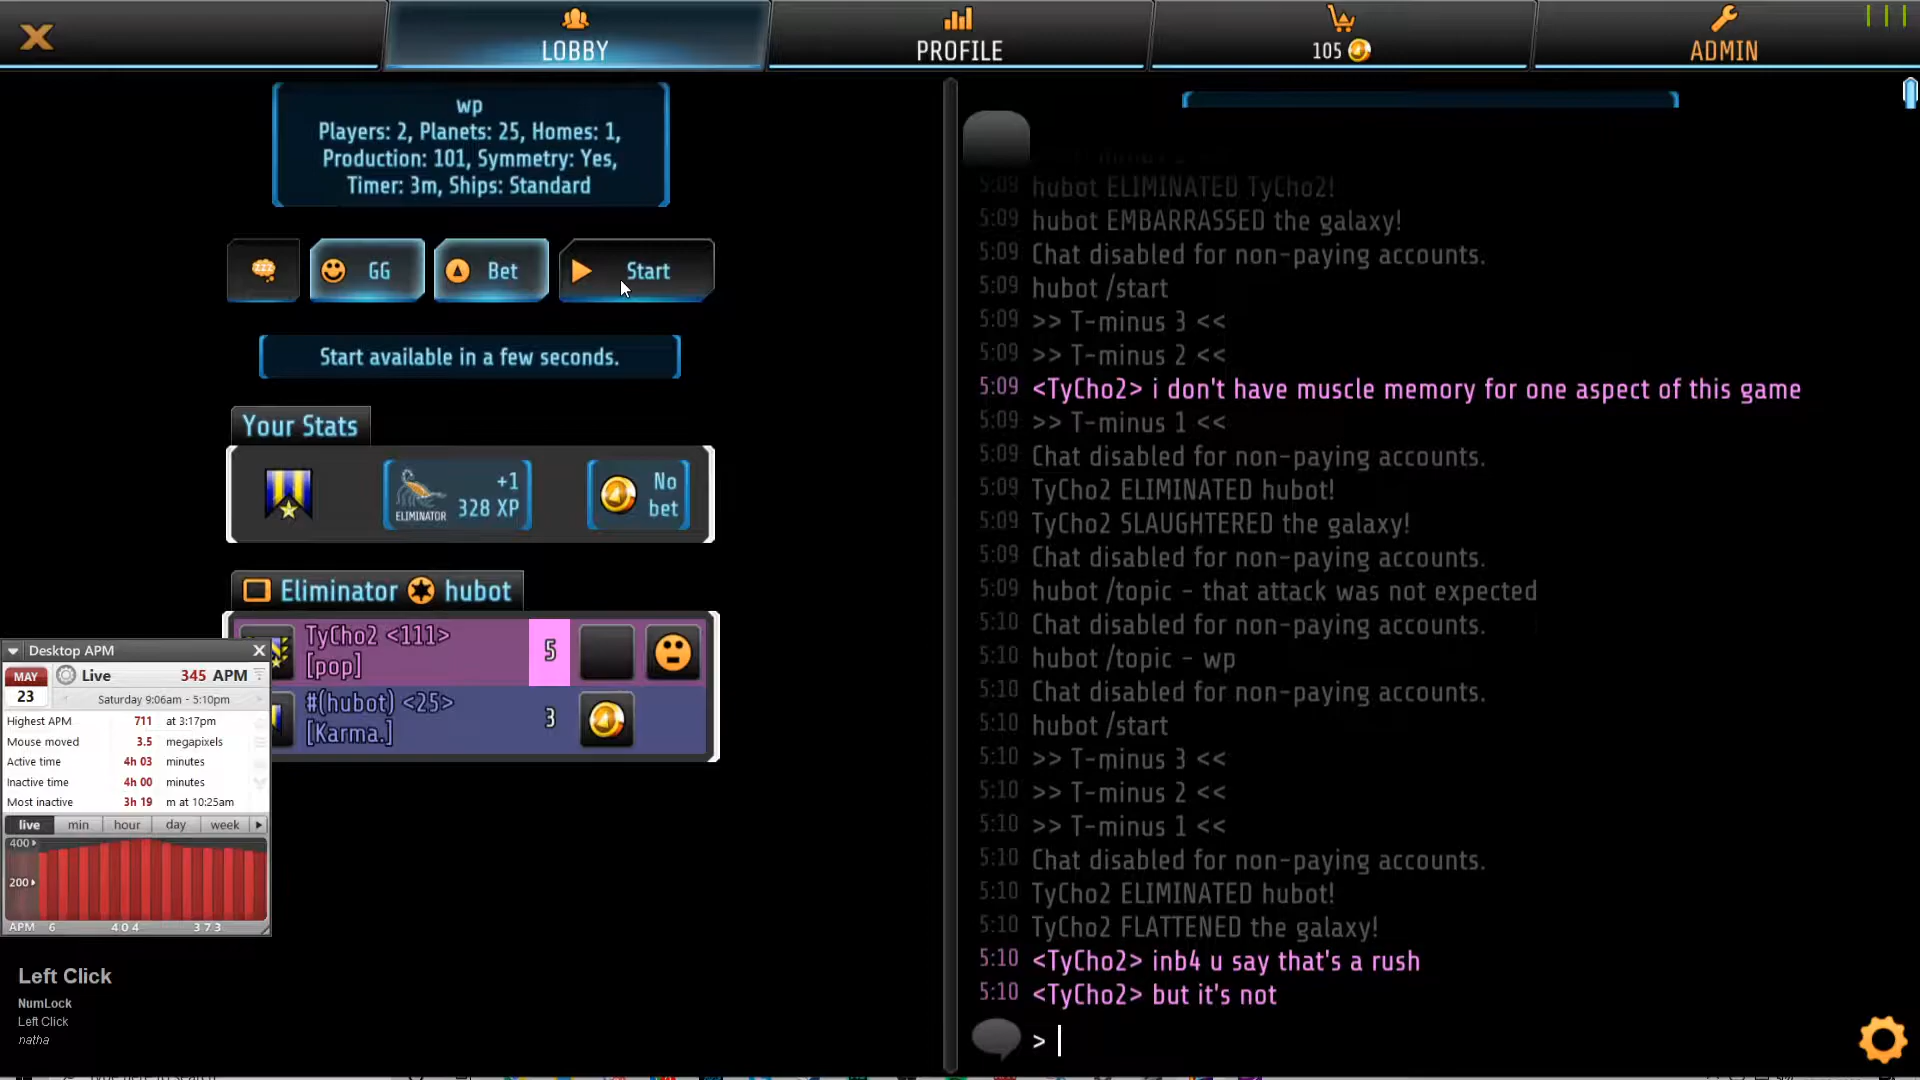 LOBBY
PROFILE
105
ADMIN
wp
Players: 2, Planets: 25, Homes: 1,
Production: 101, Symmetry: Yes,
Timer: 3m, Ships: Standard
zzz
GG
Bet
Start
Start available in a few seconds.
Your Stats
ELIMINATOR
+1
328 XP
No
bet
Eliminator hubot
TyCho2 <111>
[pop]
5
#(hubot) <25>
[Karma.]
3
Desktop APM
MAY
23
Live
345 APM
Saturday 9:06am - 5:10pm
Highest APM 711 at 3:17pm
Mouse moved 3.5 megapixels
Active time 4h 03 minutes
Inactive time 4h 00 minutes
Most inactive 3h 19 m at 10:25am
live min hour day week
400
200
APM 6 404 373
Left Click
NumLock
Left Click
natha
5:09 hubot ELIMINATED TyCho2!
5:09 hubot EMBARRASSED the galaxy!
5:09 Chat disabled for non-paying accounts.
5:09 hubot /start
5:09 >> T-minus 3 <<
5:09 >> T-minus 2 <<
5:09 <TyCho2> i don't have muscle memory for one aspect of this game
5:09 >> T-minus 1 <<
5:09 Chat disabled for non-paying accounts.
5:09 TyCho2 ELIMINATED hubot!
5:09 TyCho2 SLAUGHTERED the galaxy!
5:09 Chat disabled for non-paying accounts.
5:09 hubot /topic - that attack was not expected
5:10 Chat disabled for non-paying accounts.
5:10 hubot /topic - wp
5:10 Chat disabled for non-paying accounts.
5:10 hubot /start
5:10 >> T-minus 3 <<
5:10 >> T-minus 2 <<
5:10 >> T-minus 1 <<
5:10 Chat disabled for non-paying accounts.
5:10 TyCho2 ELIMINATED hubot!
5:10 TyCho2 FLATTENED the galaxy!
5:10 <TyCho2> inb4 u say that's a rush
5:10 <TyCho2> but it's not
>